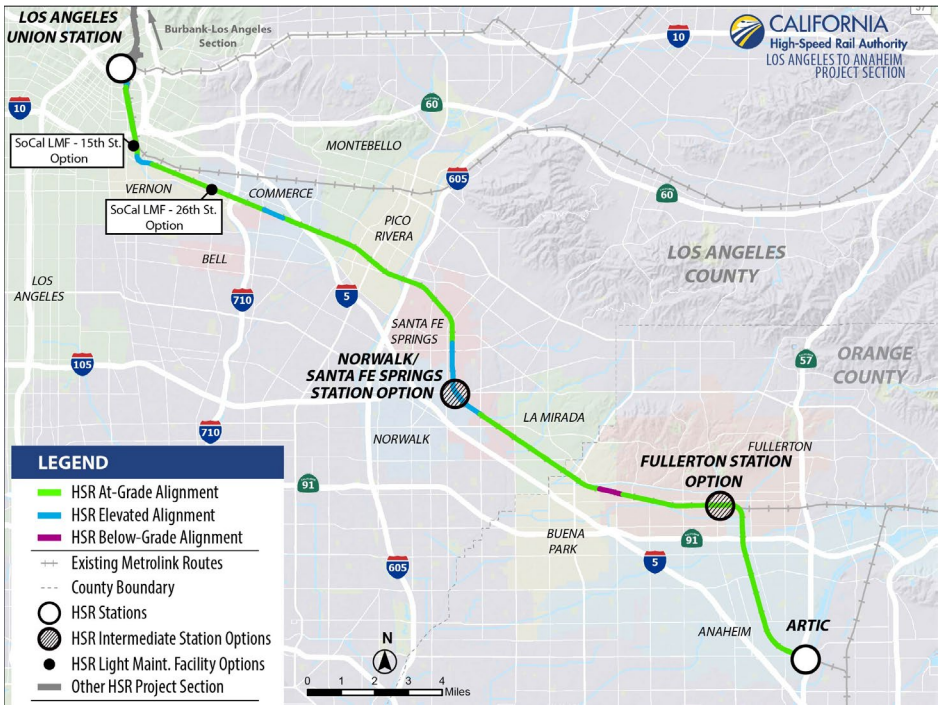 LOS ANGELES
UNION STATION
Burbank-Los Angeles
Section
57
CALIFORNIA
High-Speed Rail Authority
LOS ANGELES TO ANAHEIM
PROJECT SECTION
10
10
60
SoCal LMF - 15th St.
Option
MONTEBELLO
605
VERNON
COMMERCE
60
SoCal LMF - 26th St.
Option
PICO
RIVERA
BELL
LOS ANGELES
COUNTY
LOS
ANGELES
710
5
SANTA FE
SPRINGS
NORWALK/
SANTA FE SPRINGS
STATION OPTION
105
57
ORANGE
COUNTY
LA MIRADA
710
NORWALK
FULLERTON
FULLERTON STATION
OPTION
91
BUENA
PARK
91
605
5
ANAHEIM
ARTIC
LEGEND
HSR At-Grade Alignment
HSR Elevated Alignment
HSR Below-Grade Alignment
Existing Metrolink Routes
County Boundary
HSR Stations
HSR Intermediate Station Options
HSR Light Maint. Facility Options
Other HSR Project Section
N
0 1 2 3 4
Miles